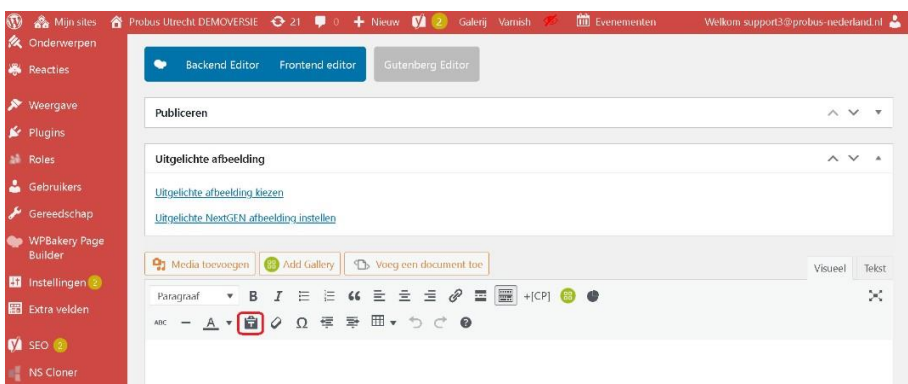 Mijn sites Probus Utrecht DEMOVERSIE 21 0 Nieuw 2 Galerij Varnish Evenementen Welkom support3@probus-nederland.nl
Onderwerpen
Reacties
Weergave
Plugins
Roles
Gebruikers
Gereedschap
WPBakery Page
Builder
Instellingen 2
Extra velden
SEO 2
NS Cloner
Backend Editor Frontend editor Gutenberg Editor
Publiceren
Uitgelichte afbeelding
Uitgelichte afbeelding kiezen
Uitgelichte NextGEN afbeelding instellen
Media toevoegen Add Gallery Voeg een document toe Visueel Tekst
Paragraaf B I +[CP]
ABC A Ω